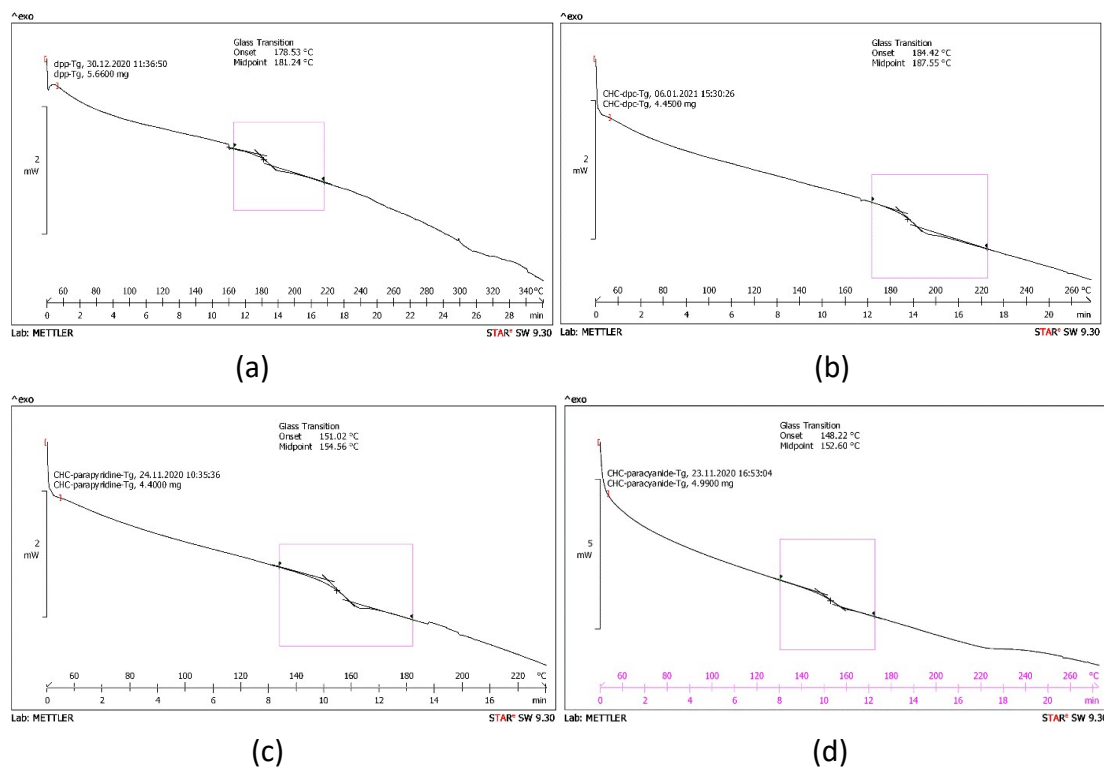 ^exo
Glass Transition
Onset 178.53 °C
Midpoint 181.24 °C
dpp-Tg, 30.12.2020 11:36:50
dpp-Tg, 5.6600 mg
2
mW
60 80 100 120 140 160 180 200 220 240 260 280 300 320 340 °C
0 2 4 6 8 10 12 14 16 18 20 22 24 26 28 min
Lab: METTLER STAR® SW 9.30
(a)
^exo
Glass Transition
Onset 184.42 °C
Midpoint 187.55 °C
CHC-dpc-Tg, 06.01.2021 15:30:26
CHC-dpc-Tg, 4.4500 mg
2
mW
60 80 100 120 140 160 180 200 220 240 260 °C
0 2 4 6 8 10 12 14 16 18 20 min
Lab: METTLER STAR® SW 9.30
(b)
^exo
Glass Transition
Onset 151.02 °C
Midpoint 154.56 °C
CHC-parapyridine-Tg, 24.11.2020 10:35:36
CHC-parapyridine-Tg, 4.4000 mg
2
mW
60 80 100 120 140 160 180 200 220 °C
0 2 4 6 8 10 12 14 16 min
Lab: METTLER STAR® SW 9.30
(c)
^exo
Glass Transition
Onset 148.22 °C
Midpoint 152.60 °C
CHC-paracyanide-Tg, 23.11.2020 16:53:04
CHC-paracyanide-Tg, 4.9900 mg
5
mW
60 80 100 120 140 160 180 200 220 240 260 °C
0 2 4 6 8 10 12 14 16 18 20 min
Lab: METTLER STAR® SW 9.30
(d)